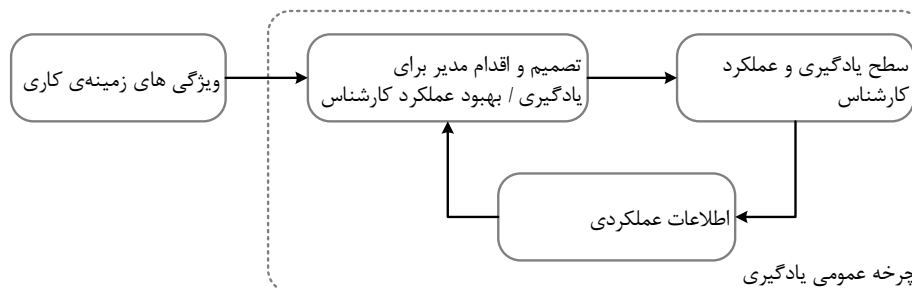 ویژگی های زمینه‌ی کاری
تصمیم و اقدام مدیر برای
یادگیری / بهبود عملکرد کارشناس
سطح یادگیری و عملکرد
کارشناس
اطلاعات عملکردی
چرخه عمومی یادگیری